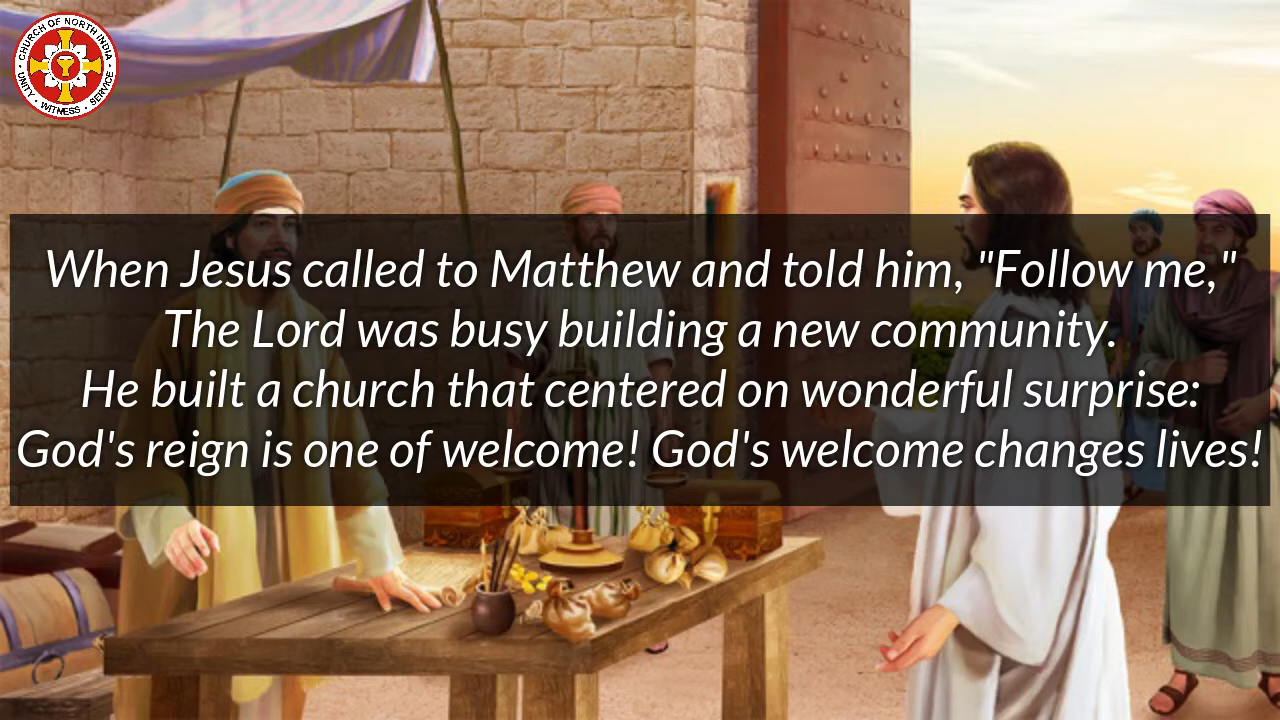 CHURCH OF NORTH INDIA
UNITY · WITNESS · SERVICE
When Jesus called to Matthew and told him, "Follow me,"
The Lord was busy building a new community.
He built a church that centered on wonderful surprise:
God's reign is one of welcome! God's welcome changes lives!